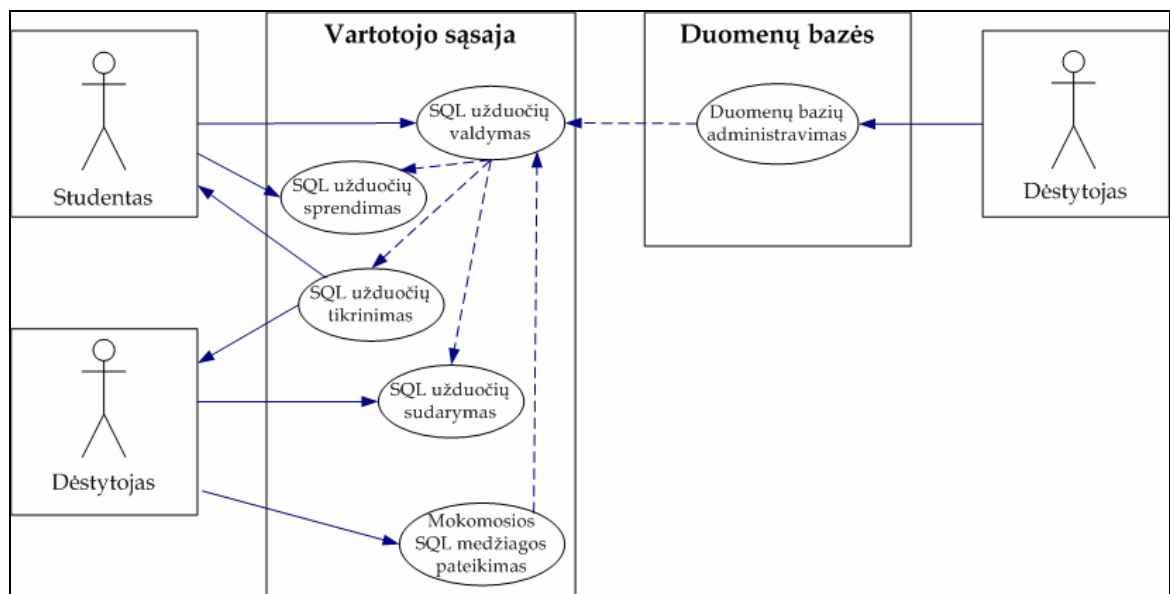 Vartotojo sąsaja
Duomenų bazės
SQL užduočių
valdymas
Duomenų bazių
administravimas
Studentas
SQL užduočių
sprendimas
Dėstytojas
SQL užduočių
tikrinimas
SQL užduočių
sudarymas
Dėstytojas
Mokomosios
SQL medžiagos
pateikimas